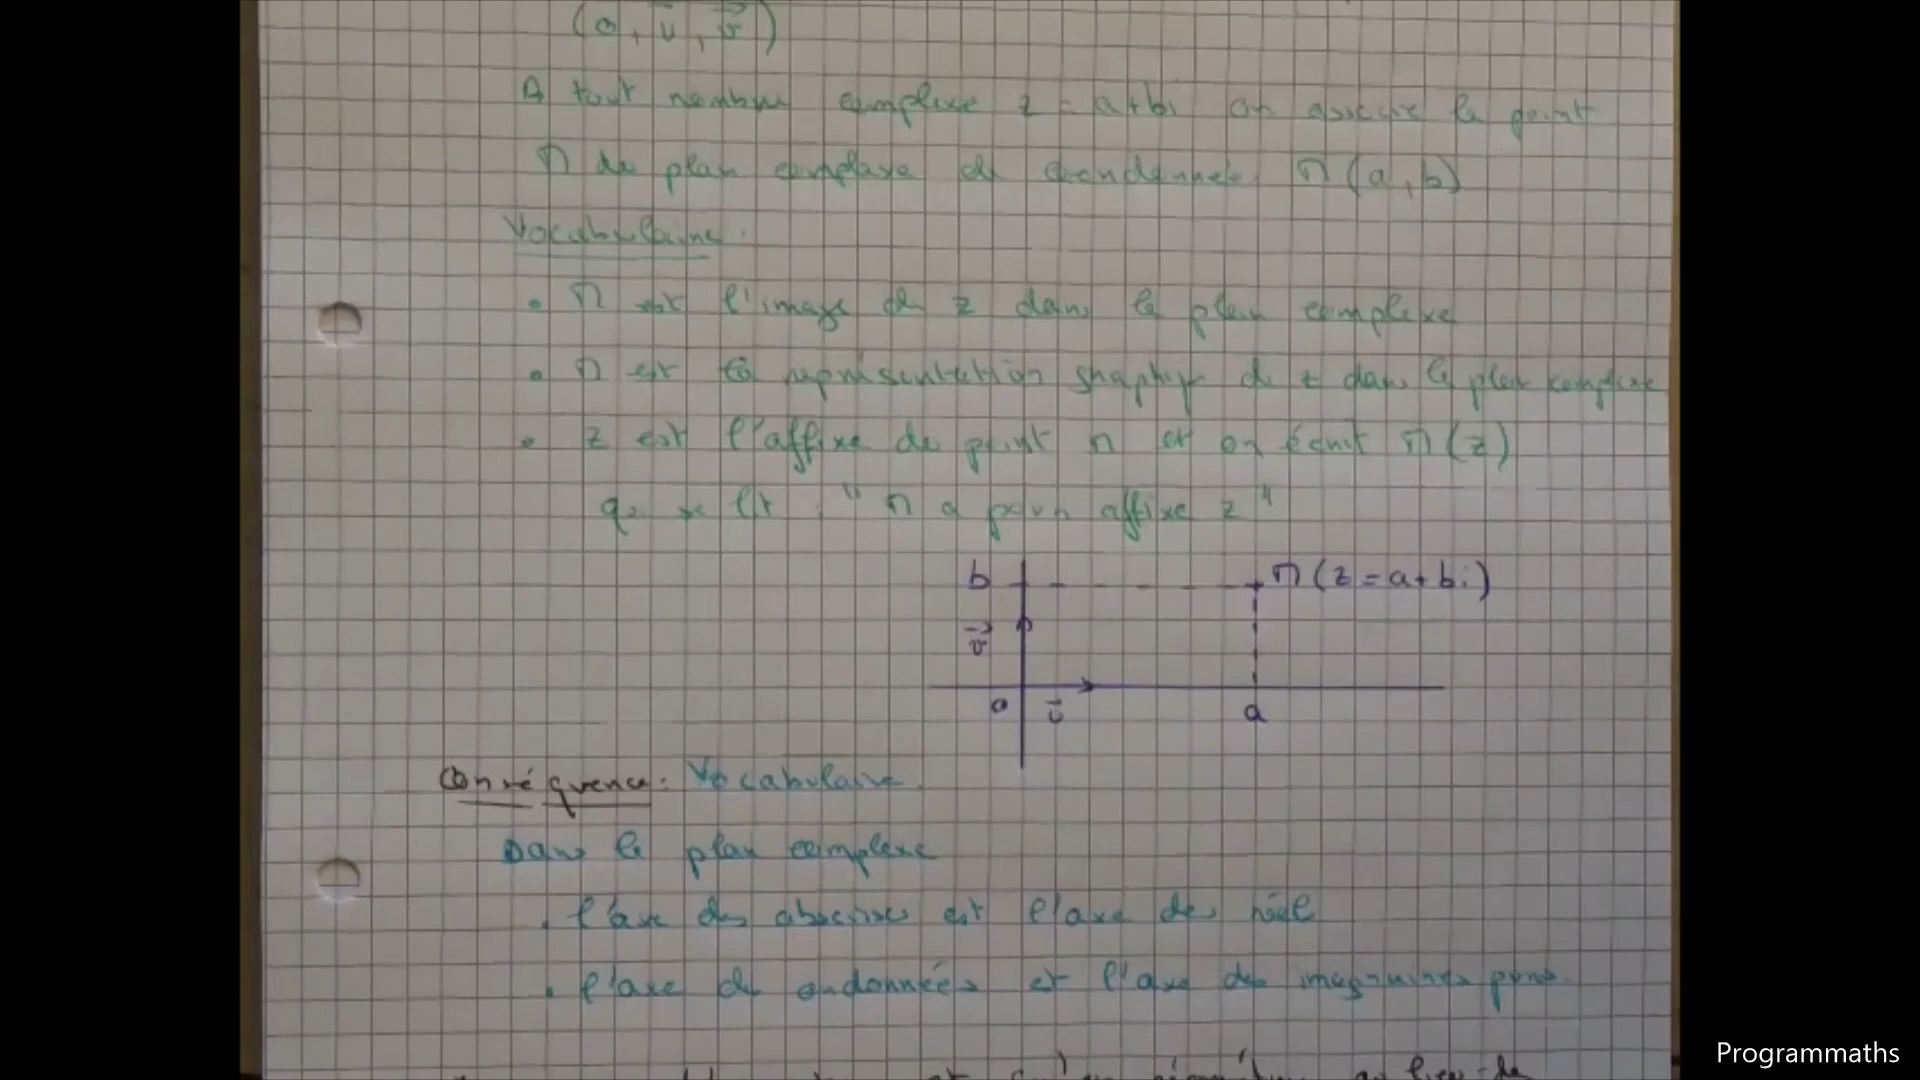 (O, u, v)
A tout nombre complexe z = a+bi on associe le point
M du plan complexe de coordonnées M(a,b)
Vocabulaire :
• M est l'image de z dans le plan complexe
• M est la représentation graphiq de z dans le plan complexe
• z est l'affixe du point M et on écrit M(z)
qui se lit : "M a pour affixe z"
b M(z=a+bi)
v
o u a
Conséquence : Vocabulaire
Dans le plan complexe
. l'axe des abscisses est l'axe des réel
. l'axe des ordonnées est l'axe des imaginaires purs.
Programmaths